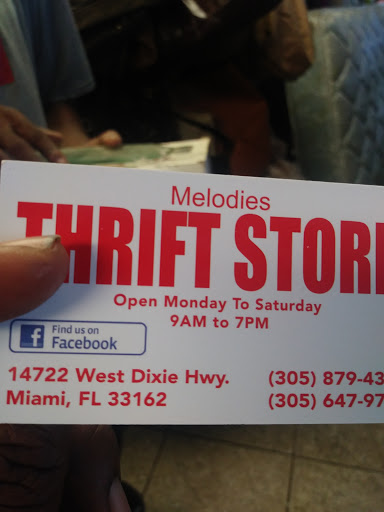 Melodies
THRIFT STORE
Open Monday To Saturday
9AM to 7PM
Find us on
Facebook
14722 West Dixie Hwy. (305) 879-43
Miami, FL 33162 (305) 647-97